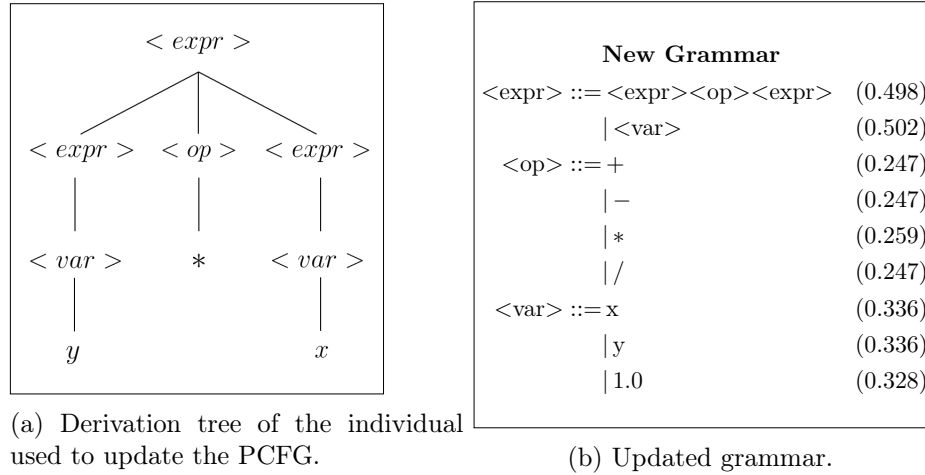 < expr >
< expr > < op > < expr >
< var > * < var >
y x
(a) Derivation tree of the individual
used to update the PCFG.
New Grammar
<expr> ::= <expr><op><expr> (0.498)
| <var> (0.502)
<op> ::= + (0.247)
| − (0.247)
| * (0.259)
| / (0.247)
<var> ::= x (0.336)
| y (0.336)
| 1.0 (0.328)
(b) Updated grammar.